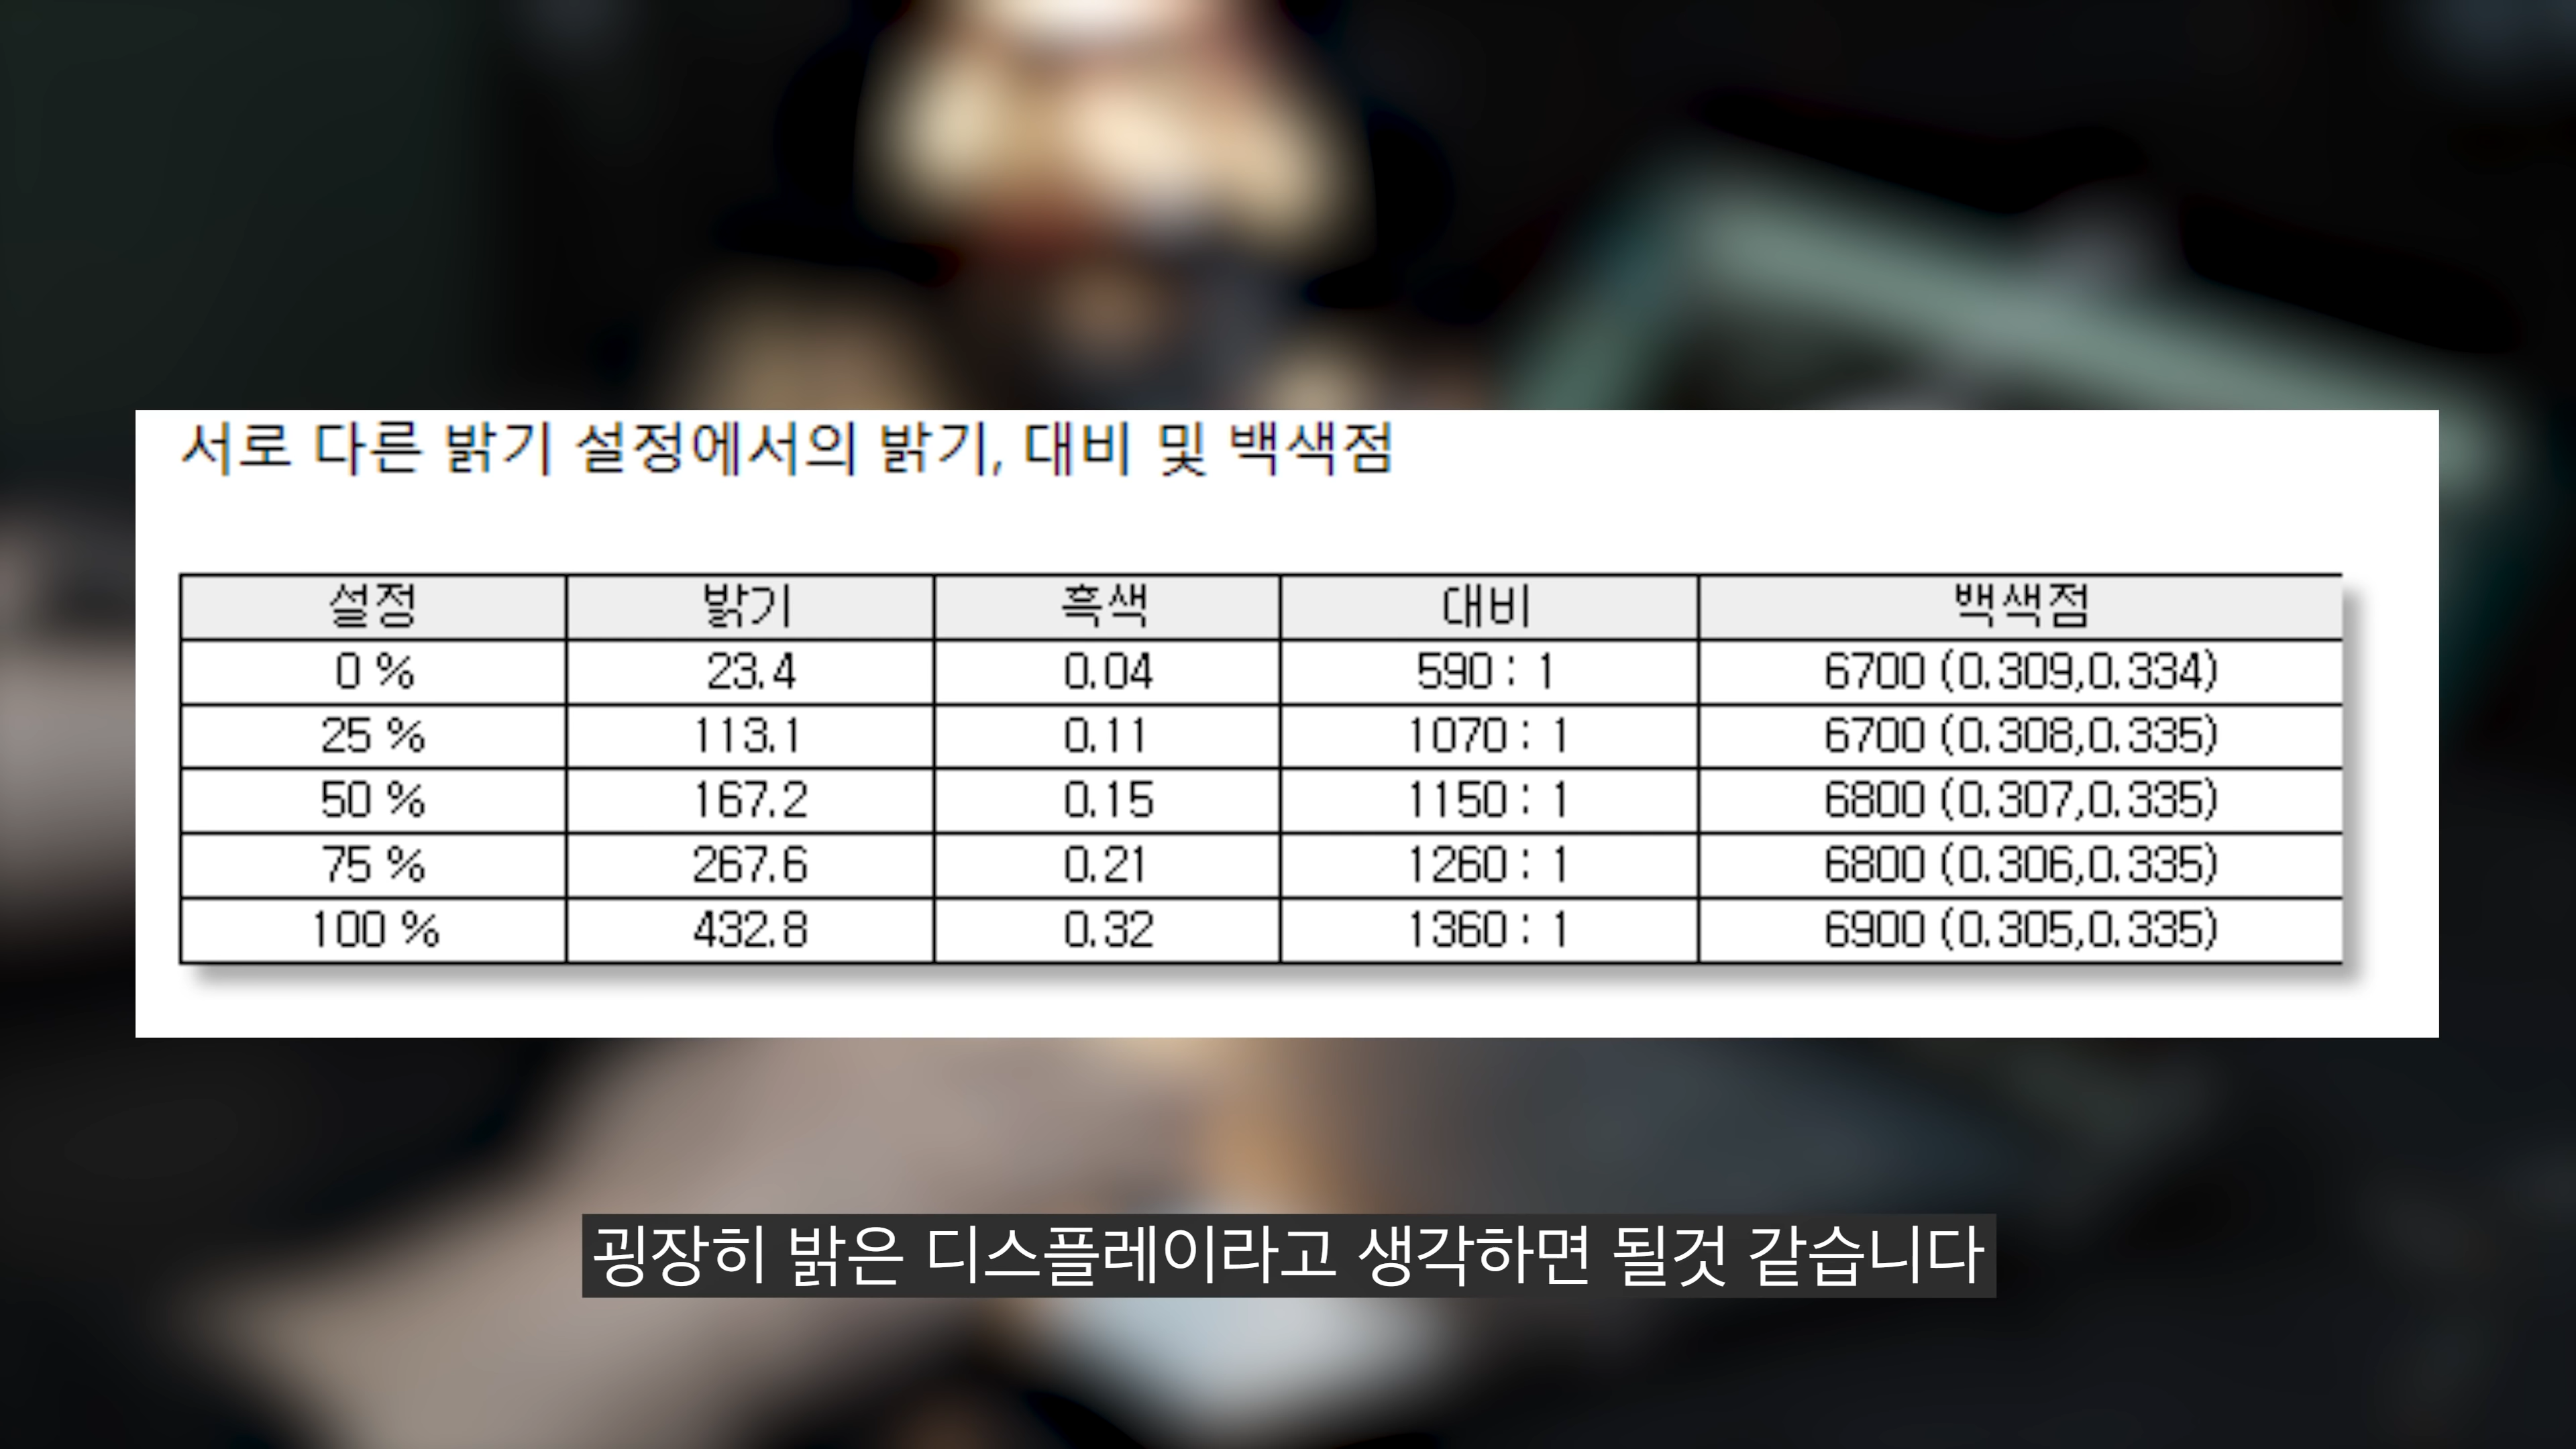 서로 다른 밝기 설정에서의 밝기, 대비 및 백색점
설정 밝기 흑색 대비 백색점
0 % 23.4 0.04 590 : 1 6700 (0.309,0.334)
25 % 113.1 0.11 1070 : 1 6700 (0.308,0.335)
50 % 167.2 0.15 1150 : 1 6800 (0.307,0.335)
75 % 267.6 0.21 1260 : 1 6800 (0.306,0.335)
100 % 432.8 0.32 1360 : 1 6900 (0.305,0.335)
굉장히 밝은 디스플레이라고 생각하면 될것 같습니다